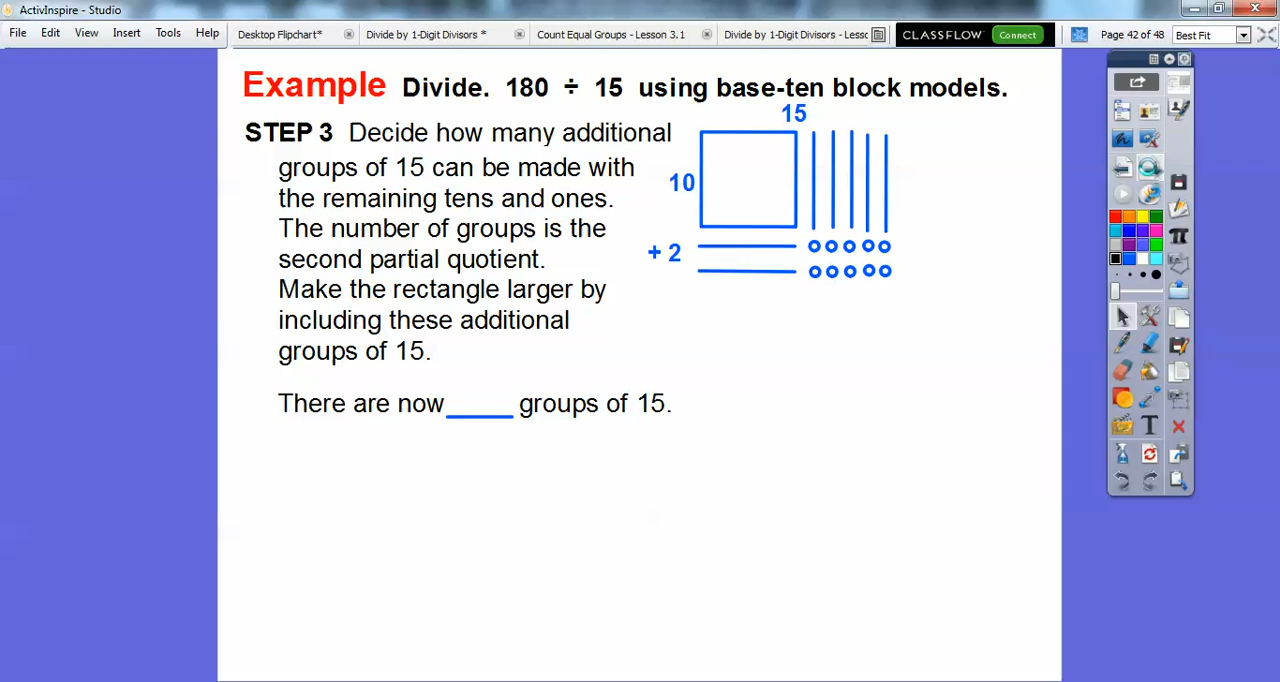 ActivInspire - Studio
File Edit View Insert Tools Help Desktop Flipchart* Divide by 1-Digit Divisors * Count Equal Groups - Lesson 3.1 Divide by 1-Digit Divisors - Lesso CLASSFLOW Connect Page 42 of 48 Best Fit
Example Divide. 180 ÷ 15 using base-ten block models.
15
STEP 3 Decide how many additional
groups of 15 can be made with
10
the remaining tens and ones.
The number of groups is the
+ 2
second partial quotient.
Make the rectangle larger by
including these additional
groups of 15.
There are now ____ groups of 15.